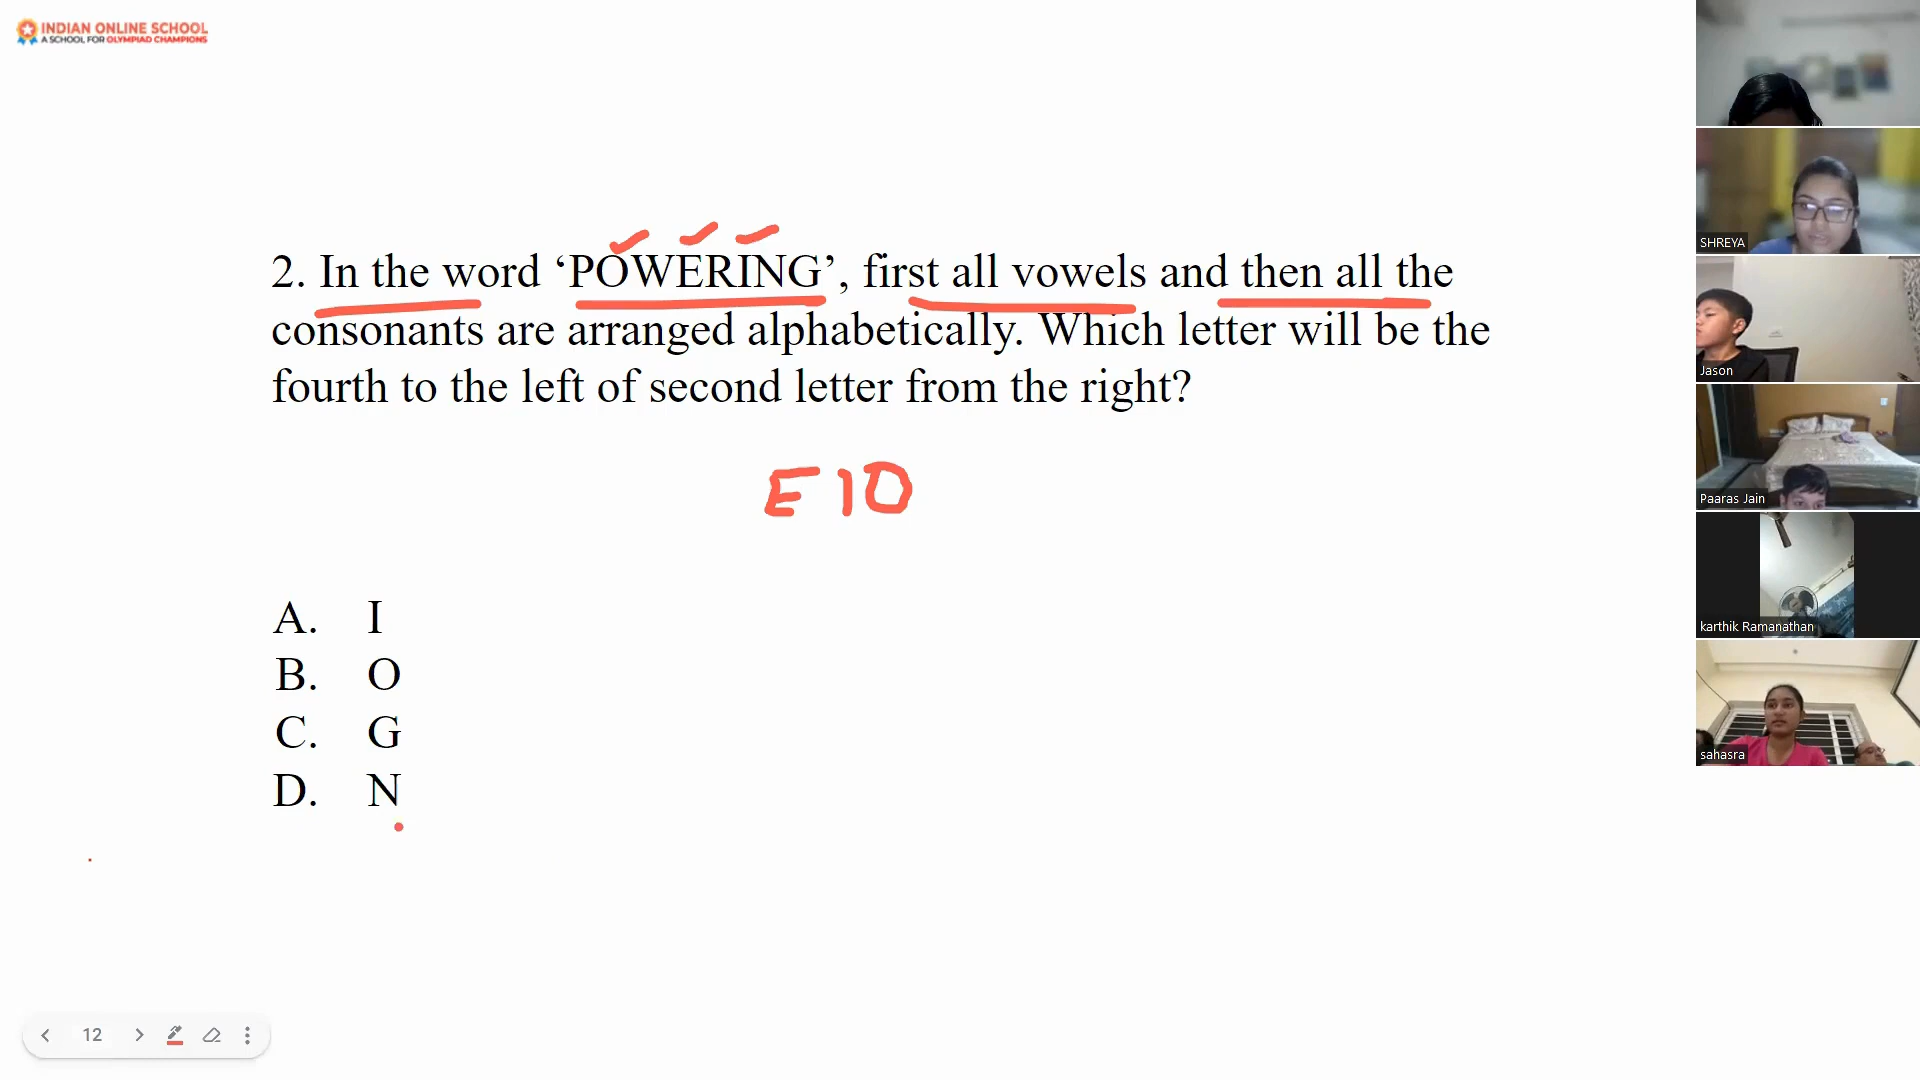 INDIAN ONLINE SCHOOL
A SCHOOL FOR OLYMPIAD CHAMPIONS
2. In the word ‘POWERING’, first all vowels and then all the
consonants are arranged alphabetically. Which letter will be the
fourth to the left of second letter from the right?
E I O
A. I
B. O
C. G
D. N
12
SHREYA
Jason
Paaras Jain
karthik Ramanathan
sahasra